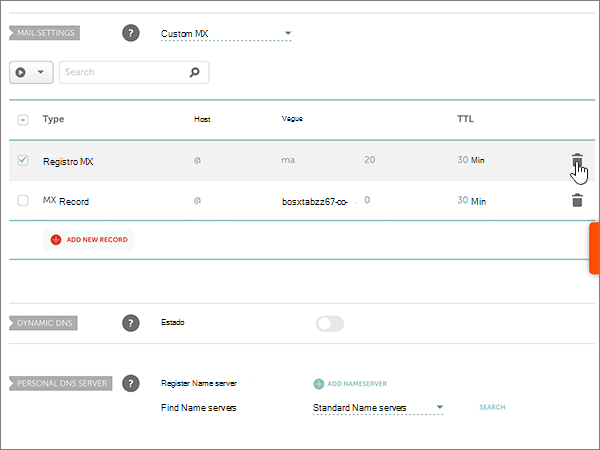 MAIL SETTINGS ? Custom MX
Search
Type Host Vague TTL
Registro MX @ ma. 20 30 Min
MX Record @ bosxtabzz67-co- 0 30 Min
ADD NEW RECORD
DYNAMIC DNS ? Estado
PERSONAL DNS SERVER ? Register Name server ADD NAMESERVER
Find Name servers Standard Name servers SEARCH